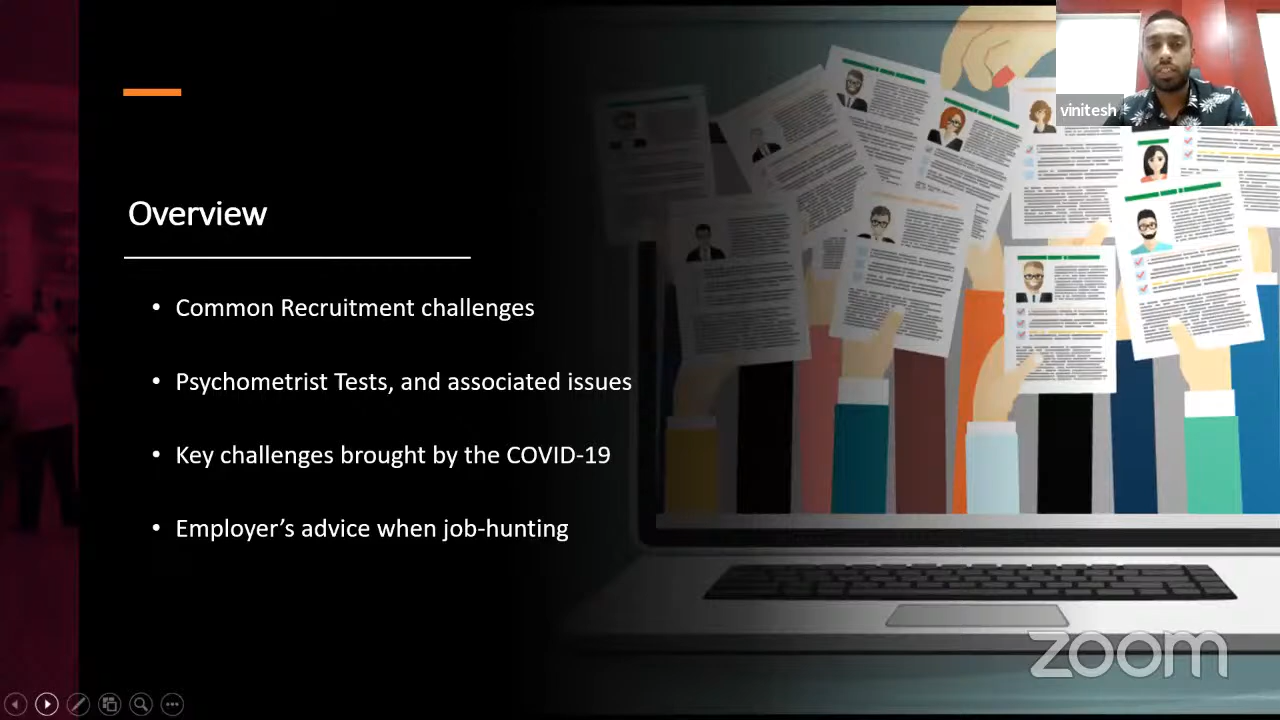 vinitesh
Overview
• Common Recruitment challenges
• Psychometrist Tests, and associated issues
• Key challenges brought by the COVID-19
• Employer's advice when job-hunting
zoom